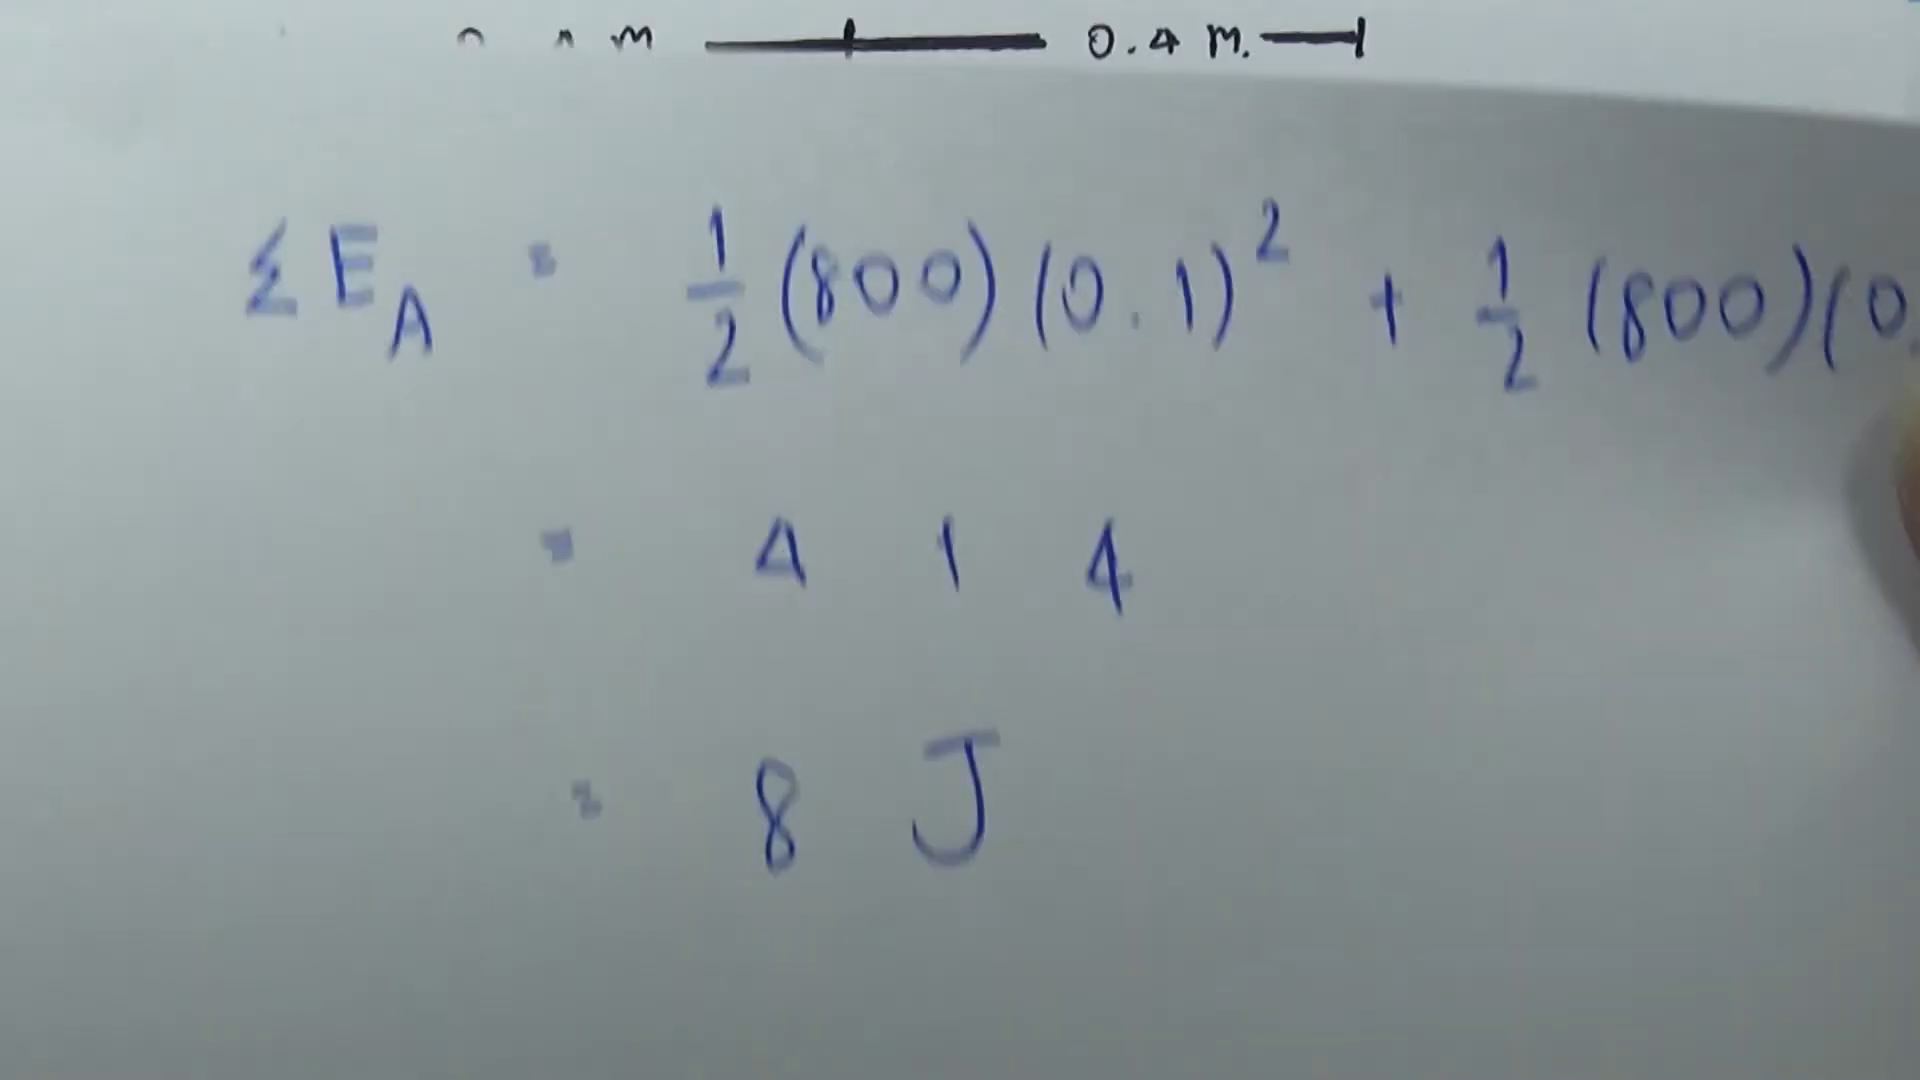 m 0.4 m.
ΣE_A = 1/2 (800)(0.1)² + 1/2 (800)(0.
= 4 + 4
= 8 J